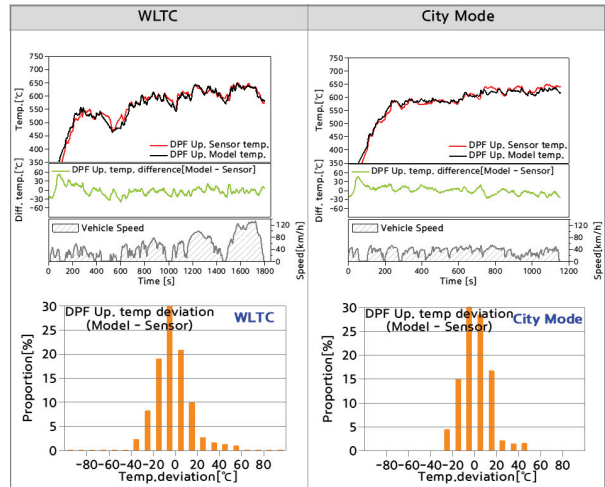 WLTC
City Mode
750
700
650
600
550
500
450
400
350
Temp.[℃]
DPF Up, Sensor temp.
DPF Up, Model temp.
60
30
0
-30
-60
Diff. temp.[℃]
DPF Up, temp. difference[Model - Sensor]
Vehicle Speed
120
80
40
0
Speed[km/h]
0 200 400 600 800 1000 1200 1400 1600 1800
Time [s]
750
700
650
600
550
500
450
400
350
Temp.[℃]
DPF Up, Sensor temp.
DPF Up, Model temp.
60
30
0
-30
-60
Diff. temp.[℃]
DPF Up, temp. difference[Model - Sensor]
Vehicle Speed
120
80
40
0
Speed[km/h]
0 200 400 600 800 1000 1200
Time [s]
DPF Up, temp deviation
(Model - Sensor)
WLTC
30
25
20
15
10
5
0
Proportion[%]
-80 -60 -40 -20 0 20 40 60 80
Temp.deviation[℃]
DPF Up, temp deviation
(Model - Sensor)
City Mode
30
25
20
15
10
5
0
Proportion[%]
-80 -60 -40 -20 0 20 40 60 80
Temp.deviation[℃]